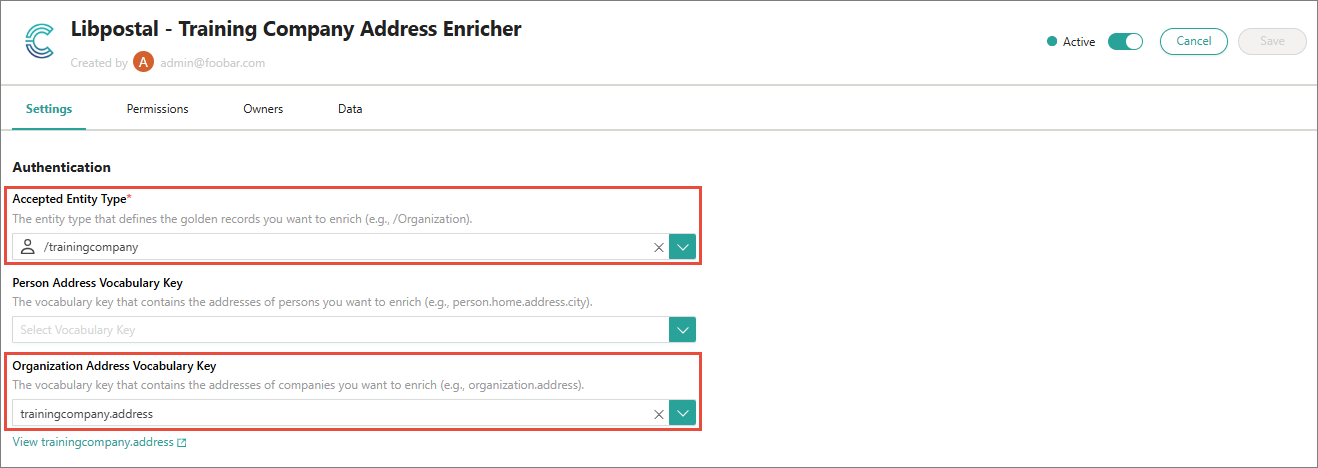 Libpostal - Training Company Address Enricher
Created by A admin@foobar.com
Active
Cancel
Save
Settings Permissions Owners Data
Authentication
Accepted Entity Type*
The entity type that defines the golden records you want to enrich (e.g., /Organization).
/trainingcompany
Person Address Vocabulary Key
The vocabulary key that contains the addresses of persons you want to enrich (e.g., person.home.address.city).
Select Vocabulary Key
Organization Address Vocabulary Key
The vocabulary key that contains the addresses of companies you want to enrich (e.g., organization.address).
trainingcompany.address
View trainingcompany.address